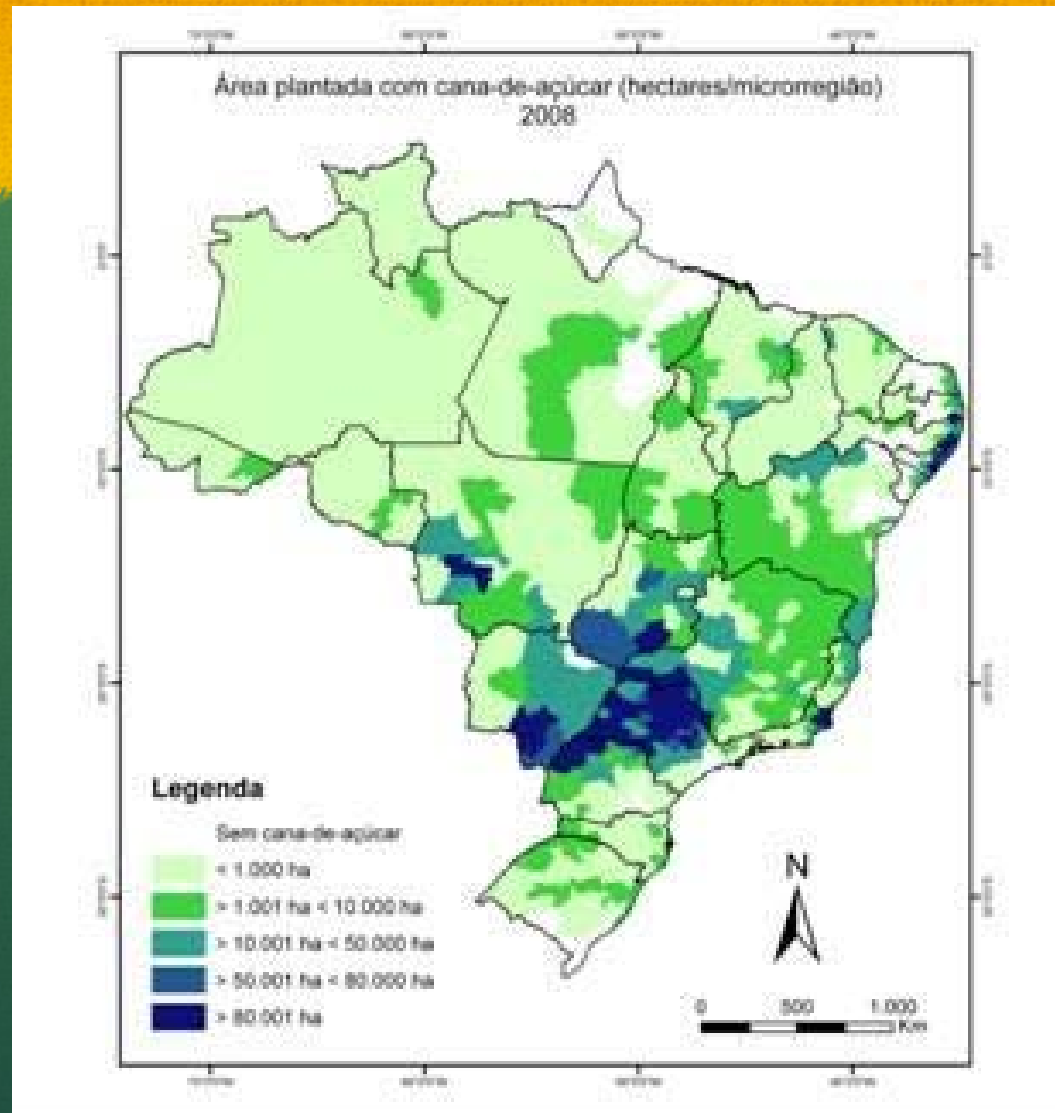 Área plantada com cana-de-açúcar (hectares/microrregião)
2008
Legenda
Sem cana-de-açúcar
< 1.000 ha
> 1.001 ha < 10.000 ha
> 10.001 ha < 50.000 ha
> 50.001 ha < 80.000 ha
> 80.001 ha
N
0 500 1.000
Km